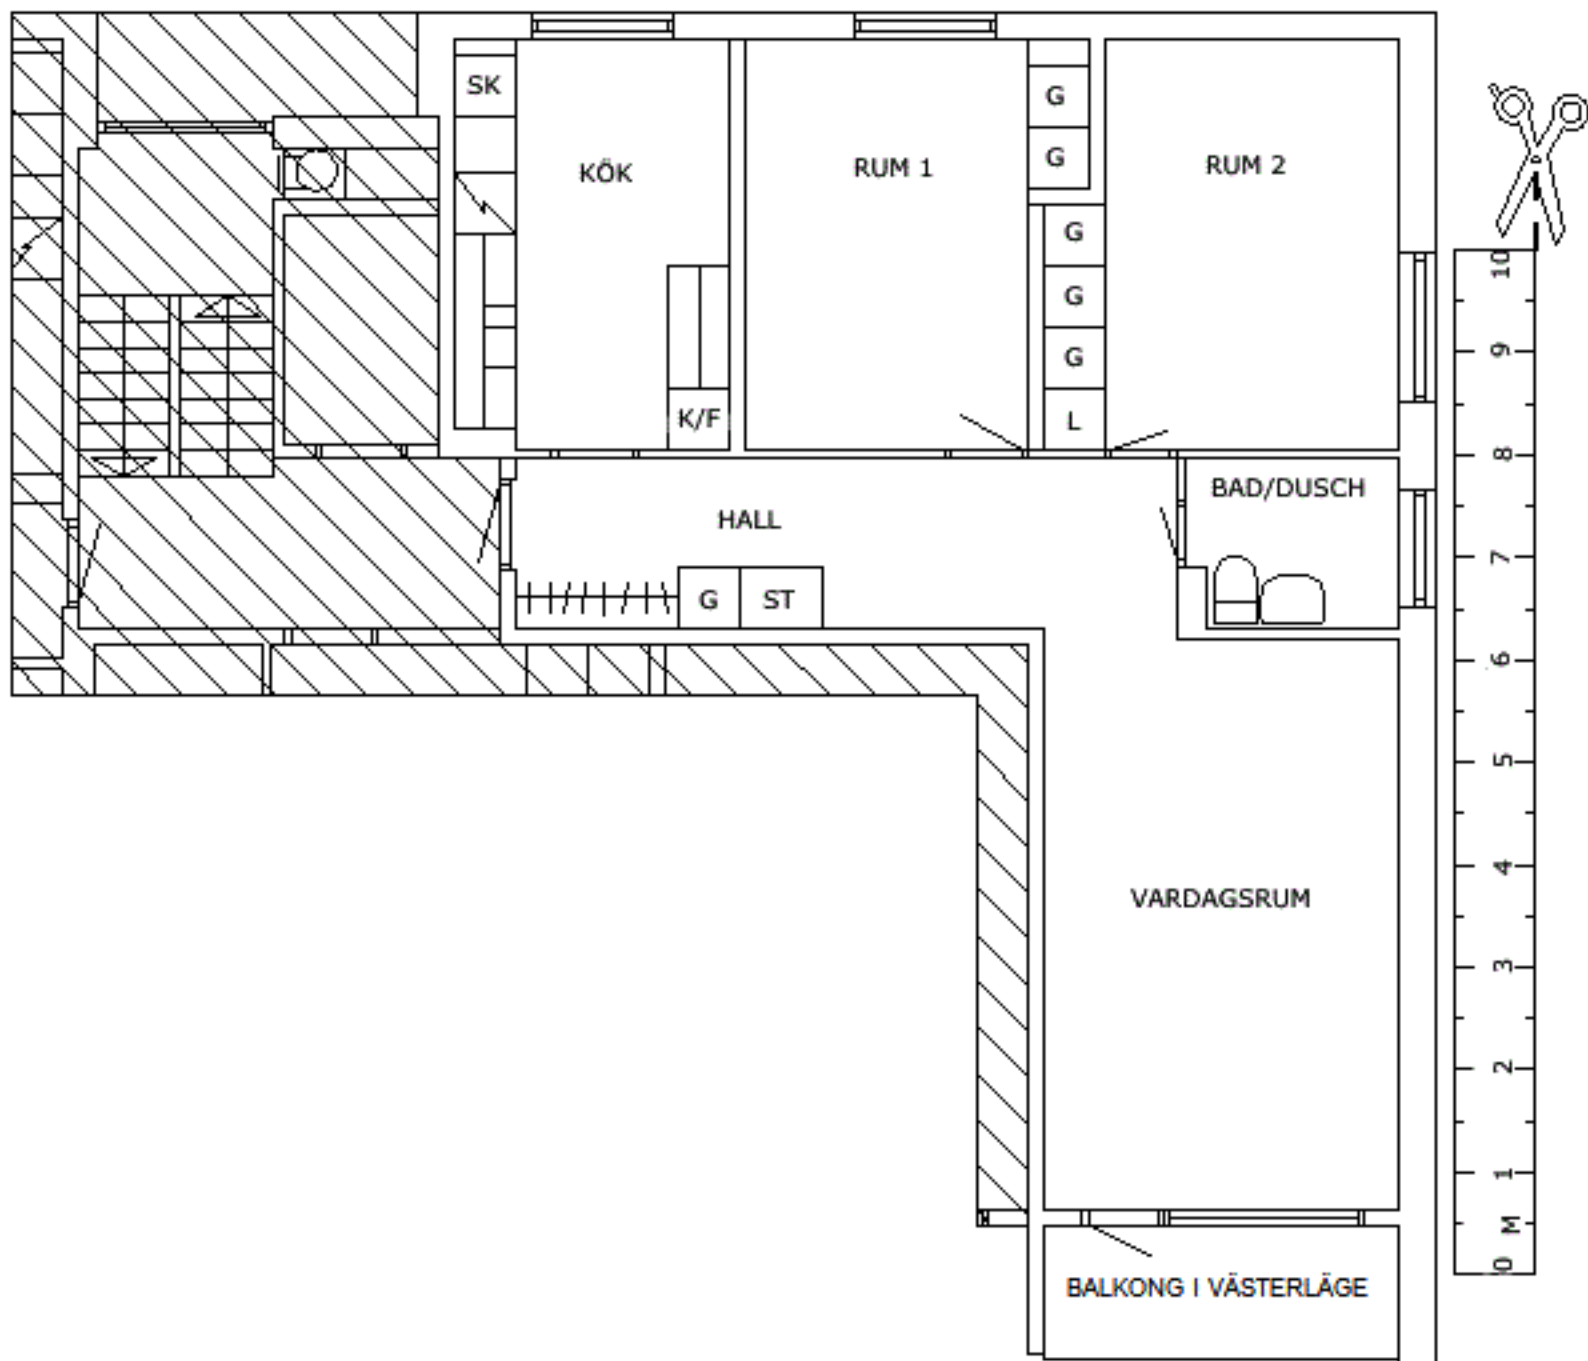 SK
KÖK
RUM 1
G
G
RUM 2
G
G
G
L
K/F
HALL
BAD/DUSCH
G
ST
VARDAGSRUM
BALKONG I VÄSTERLÄGE
10
9
8
7
6
5
4
3
2
1
M
0